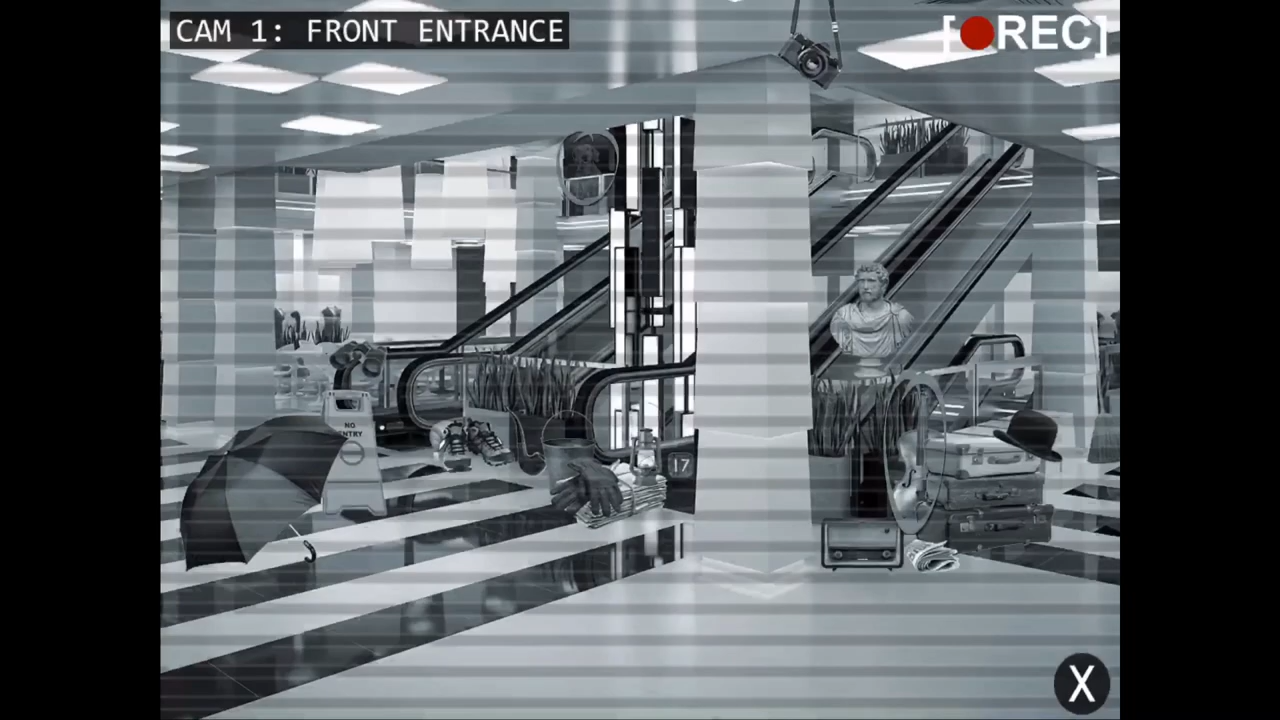 CAM 1: FRONT ENTRANCE
[REC]
NO
ENTRY
17
X